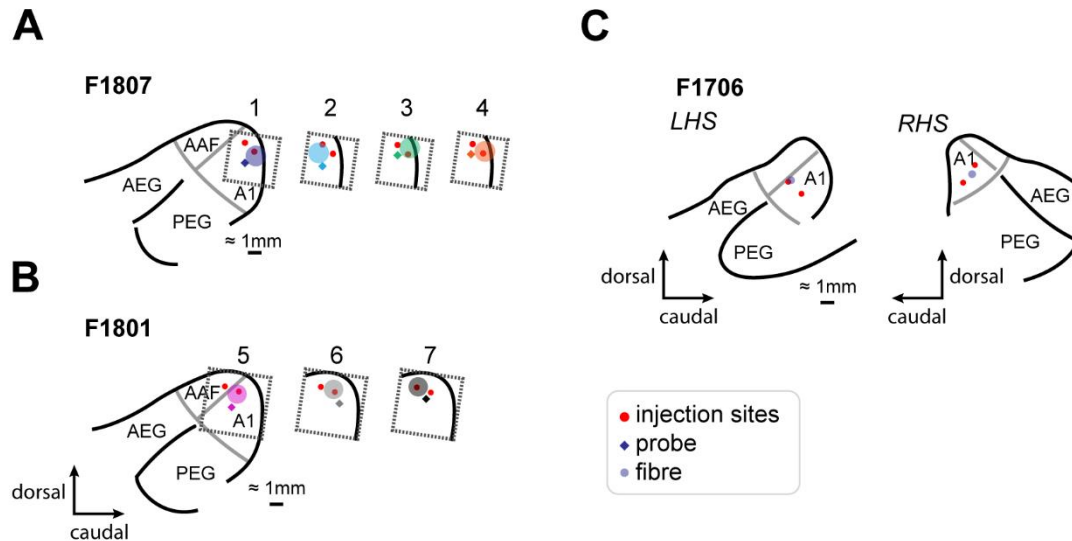 A
F1807
1 2 3 4
AAF
AEG
A1
PEG
≈ 1mm
B
F1801
5 6 7
AAF
A1
AEG
PEG
≈ 1mm
dorsal
caudal
C
F1706
LHS RHS
A1
AEG
PEG
dorsal
caudal
≈ 1mm
A1
AEG
PEG
dorsal
caudal
injection sites
probe
fibre